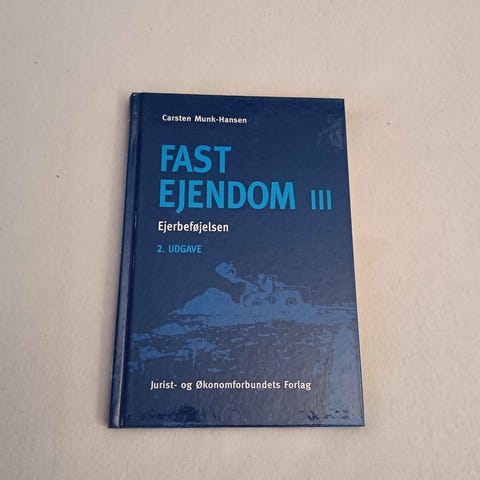 Carsten Munk-Hansen
FAST
EJENDOM III
Ejerbeføjelsen
2. UDGAVE
Jurist- og Økonomforbundets Forlag